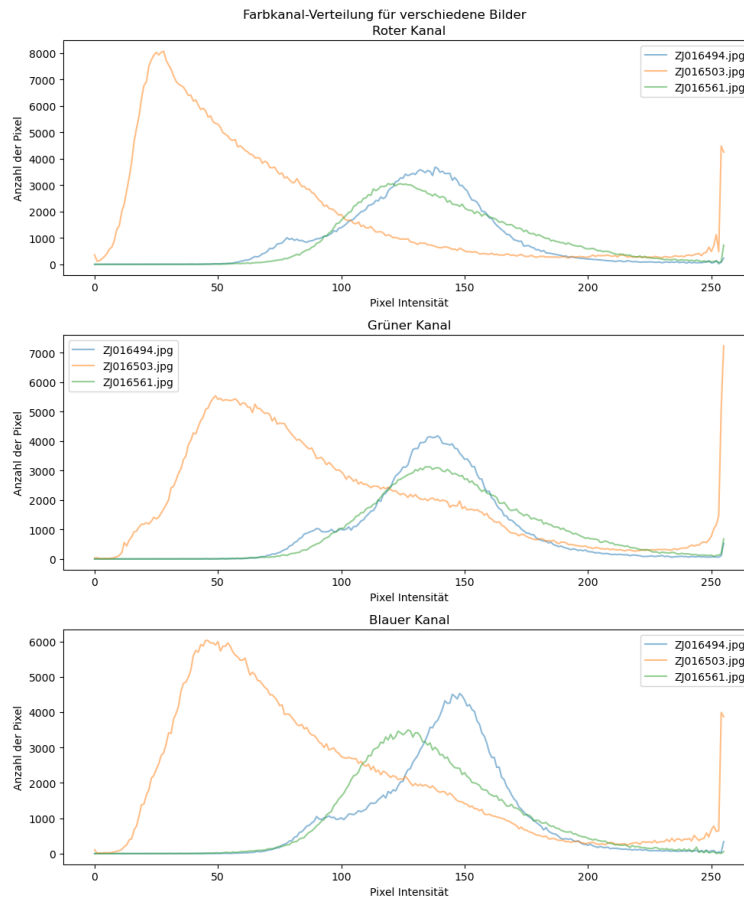 Farbkanal-Verteilung für verschiedene Bilder
Roter Kanal
Anzahl der Pixel
8000
7000
6000
5000
4000
3000
2000
1000
0
ZJ016494.jpg
ZJ016503.jpg
ZJ016561.jpg
0 50 100 150 200 250
Pixel Intensität
Grüner Kanal
Anzahl der Pixel
7000
6000
5000
4000
3000
2000
1000
0
ZJ016494.jpg
ZJ016503.jpg
ZJ016561.jpg
0 50 100 150 200 250
Pixel Intensität
Blauer Kanal
Anzahl der Pixel
6000
5000
4000
3000
2000
1000
0
ZJ016494.jpg
ZJ016503.jpg
ZJ016561.jpg
0 50 100 150 200 250
Pixel Intensität